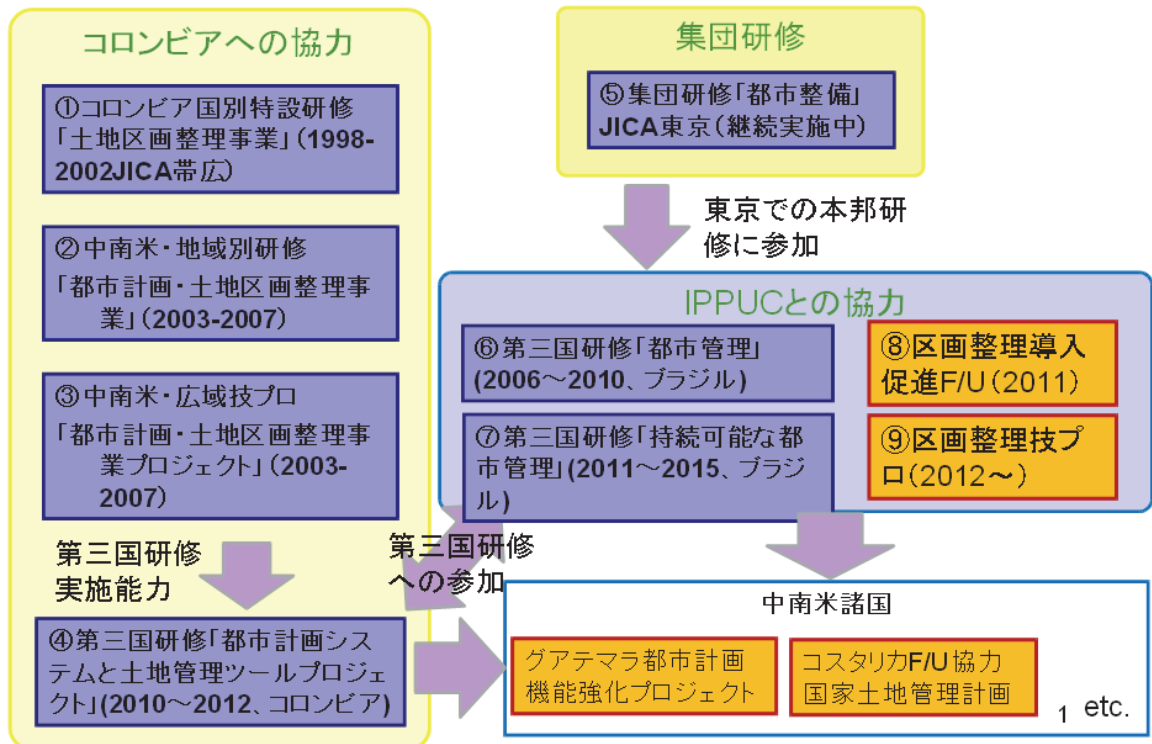 コロンビアへの協力
①コロンビア国別特設研修
「土地区画整理事業」(1998-
2002JICA帯広)
②中南米・地域別研修
「都市計画・土地区画整理事
業」(2003-2007)
③中南米・広域技プロ
「都市計画・土地区画整理事
業プロジェクト」(2003-
2007)
第三国研修
実施能力
④第三国研修「都市計画シス
テムと土地管理ツールプロジェ
クト」(2010～2012、コロンビア)
集団研修
⑤集団研修「都市整備」
JICA東京(継続実施中)
東京での本邦研
修に参加
IPPUCとの協力
⑥第三国研修「都市管理」
(2006～2010、ブラジル)
⑦第三国研修「持続可能な都
市管理」(2011～2015、ブラジ
ル)
⑧区画整理導入
促進F/U(2011)
⑨区画整理技プ
ロ(2012～)
第三国研修
への参加
中南米諸国
グアテマラ都市計画
機能強化プロジェクト
コスタリカF/U協力
国家土地管理計画
1 etc.